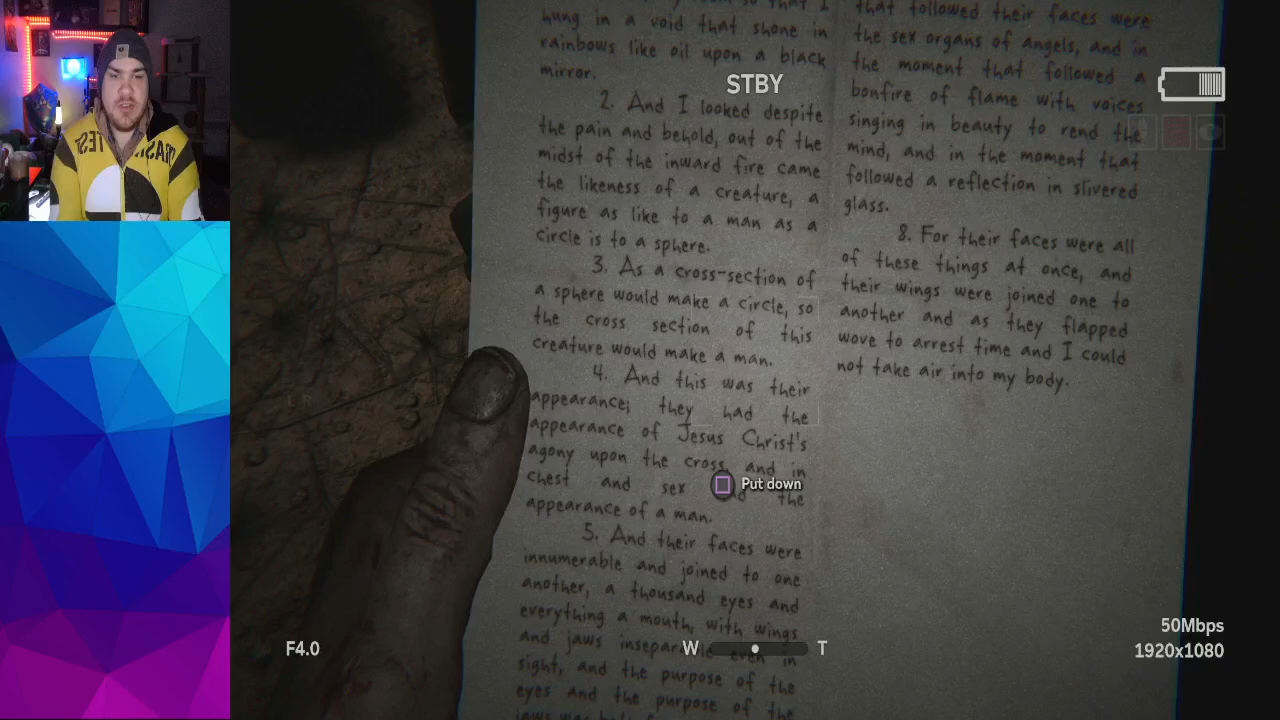 hung in a void that shone in
rainbows like oil upon a black
mirror.
2. And I looked despite
the pain and behold, out of the
midst of the inward fire came
the likeness of a creature, a
figure as like to a man as a
circle is to a sphere.
3. As a cross-section of
a sphere would make a circle, so
the cross section of this
creature would make a man.
4. And this was their
appearance; they had the
appearance of Jesus Christ's
agony upon the cross, and in
chest and sex the
appearance of a man.
5. And their faces were
innumerable and joined to one
another, a thousand eyes and
everything a mouth, with wings
and jaws inseparable even in
sight, and the purpose of the
eyes and the purpose of the
that followed their faces were
the sex organs of angels, and in
the moment that followed a
bonfire of flame with voices
singing in beauty to rend the
mind, and in the moment that
followed a reflection in slivered
glass.
8. For their faces were all
of these things at once, and
their wings were joined one to
another and as they flapped
wove to arrest time and I could
not take air into my body.
STBY
Put down
F4.0
W T
50Mbps
1920x1080